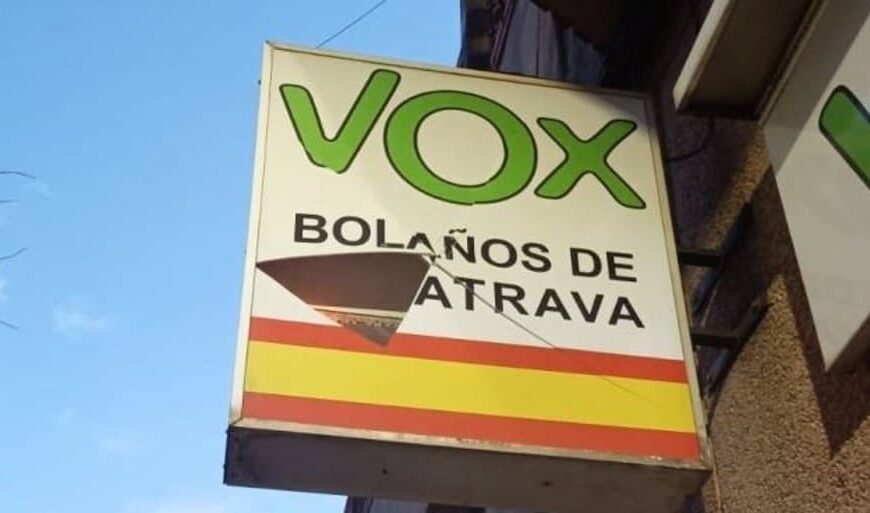 VOX
BOLAÑOS DE
ATRAVA